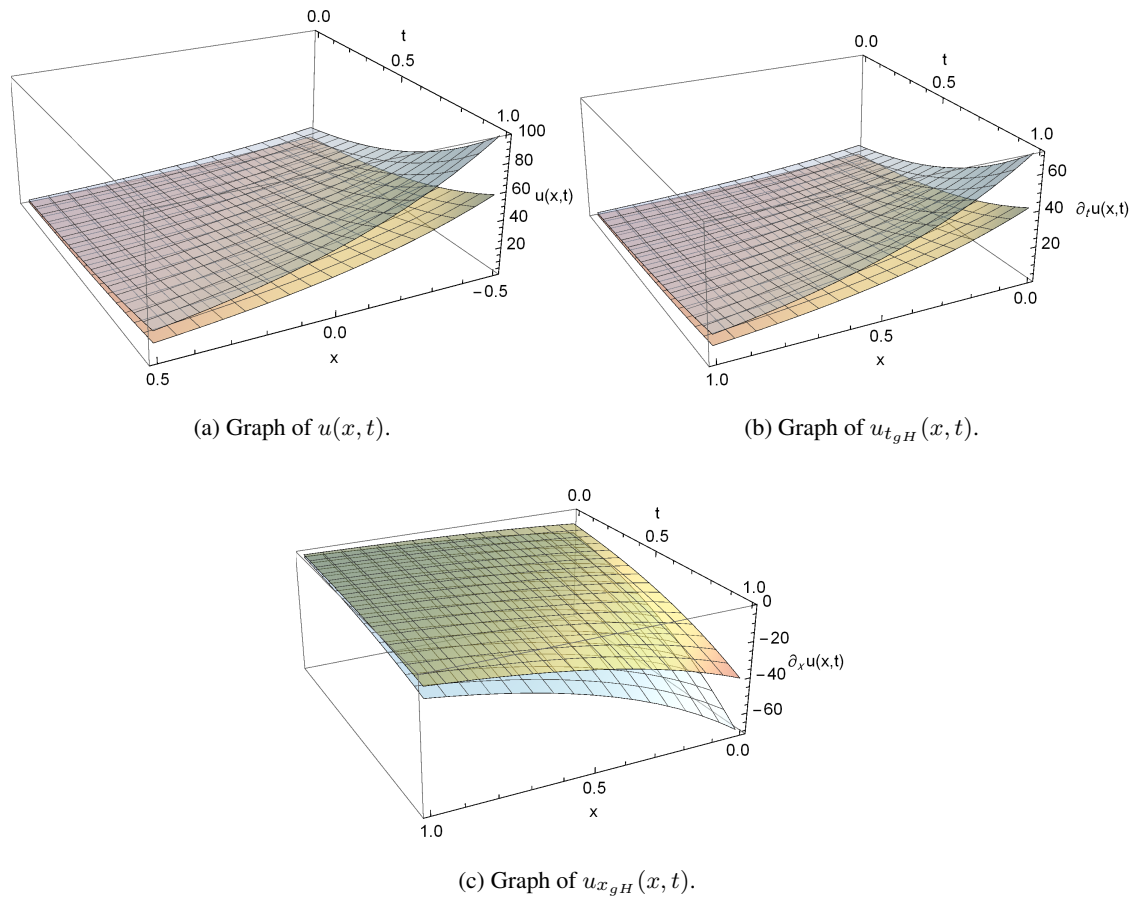 0.0
t
0.5
1.0
100
80
60
u(x,t)
40
20
-0.5
0.0
x
0.5
(a) Graph of u(x, t).
0.0
t
0.5
1.0
60
40
∂tu(x,t)
20
0.0
0.5
x
1.0
(b) Graph of u_{t_{gH}}(x, t).
0.0
t
0.5
1.0
0
-20
∂xu(x,t)
-40
-60
0.0
0.5
x
1.0
(c) Graph of u_{x_{gH}}(x, t).